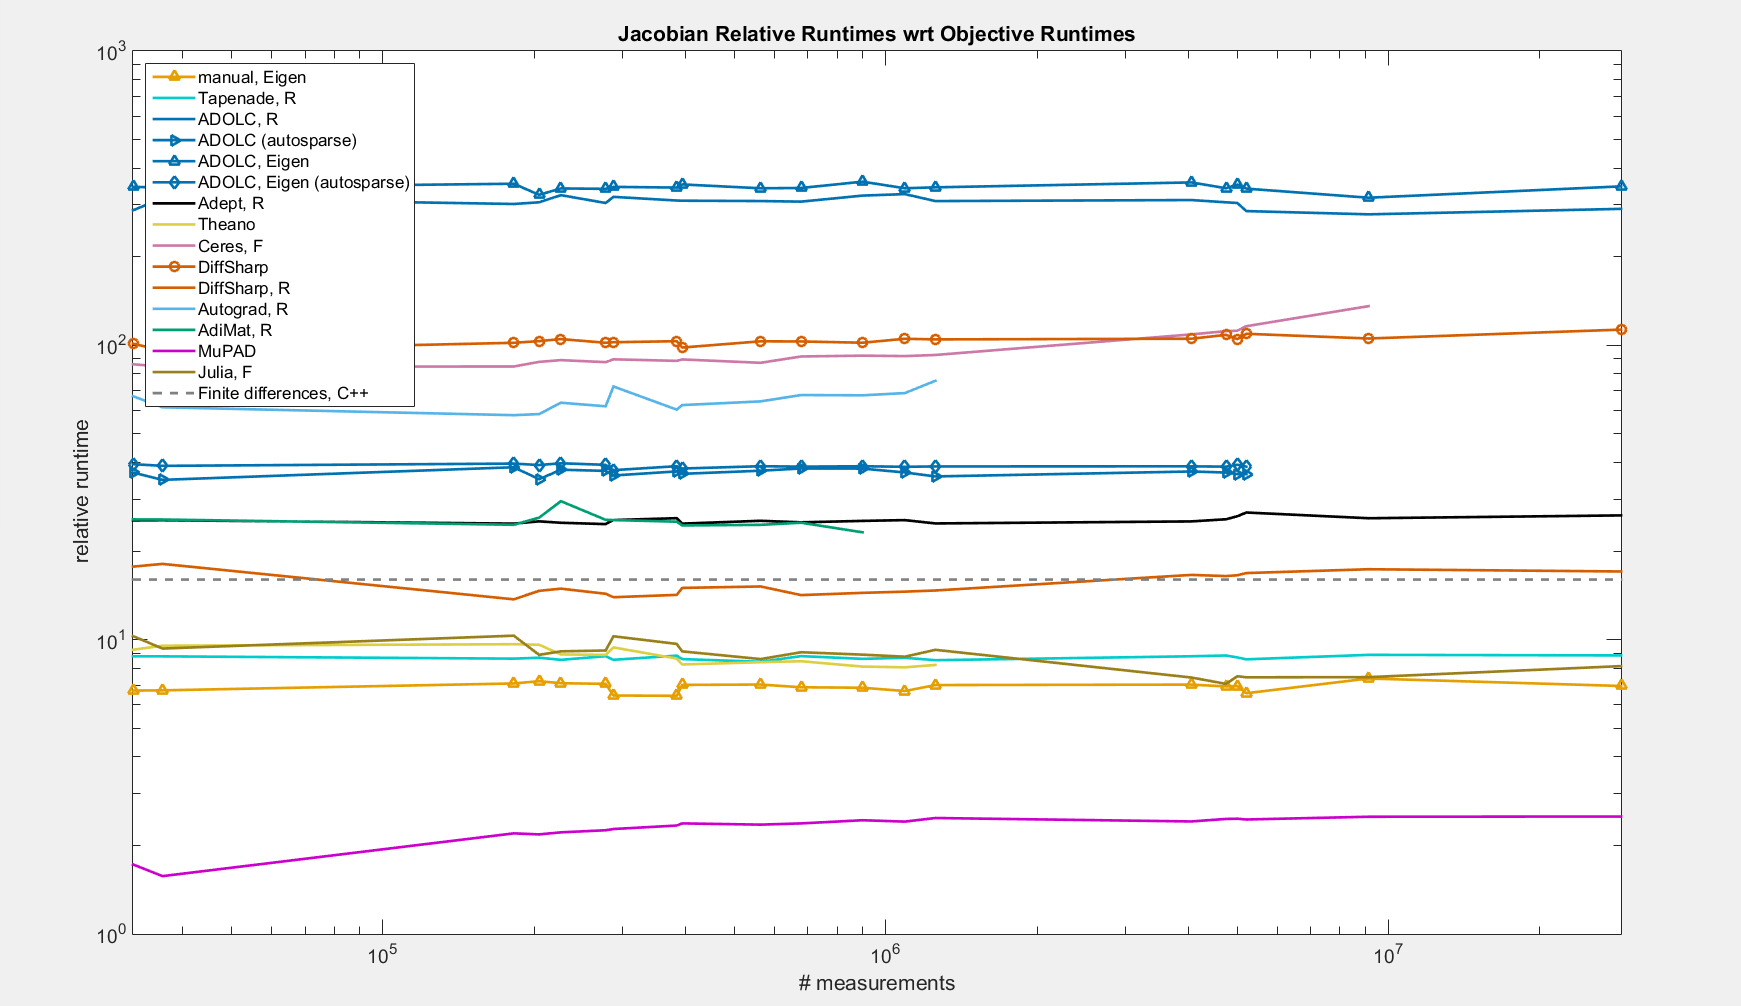 Jacobian Relative Runtimes wrt Objective Runtimes
10^3
manual, Eigen
Tapenade, R
ADOLC, R
ADOLC (autosparse)
ADOLC, Eigen
ADOLC, Eigen (autosparse)
Adept, R
Theano
Ceres, F
DiffSharp
DiffSharp, R
Autograd, R
AdiMat, R
MuPAD
Julia, F
Finite differences, C++
10^2
relative runtime
10^1
10^0
10^5 10^6 10^7
# measurements